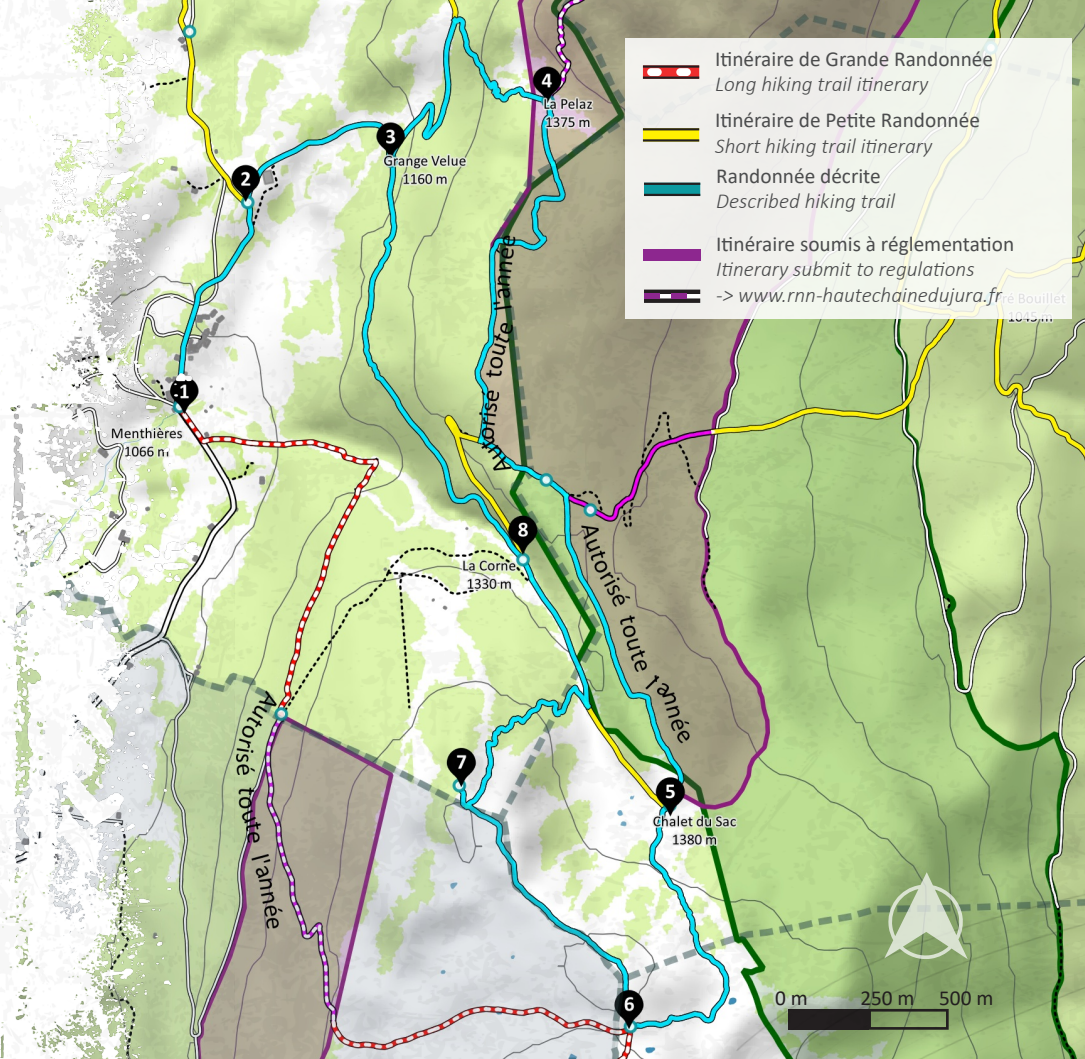 Itinéraire de Grande Randonnée
Long hiking trail itinerary
Itinéraire de Petite Randonnée
Short hiking trail itinerary
Randonnée décrite
Described hiking trail
Itinéraire soumis à réglementation
Itinerary submit to regulations
-> www.rnn-hautechainedujura.fr
Bouillet
1045 m
4
La Pelaz
1375 m
3
Grange Velue
1160 m
2
1
Menthières
1066 m
Autorisé toute l'année
8
La Corne
1330 m
Autorisé toute l'année
Autorisé toute l'année
7
5
Chalet du Sac
1380 m
6
0 m 250 m 500 m